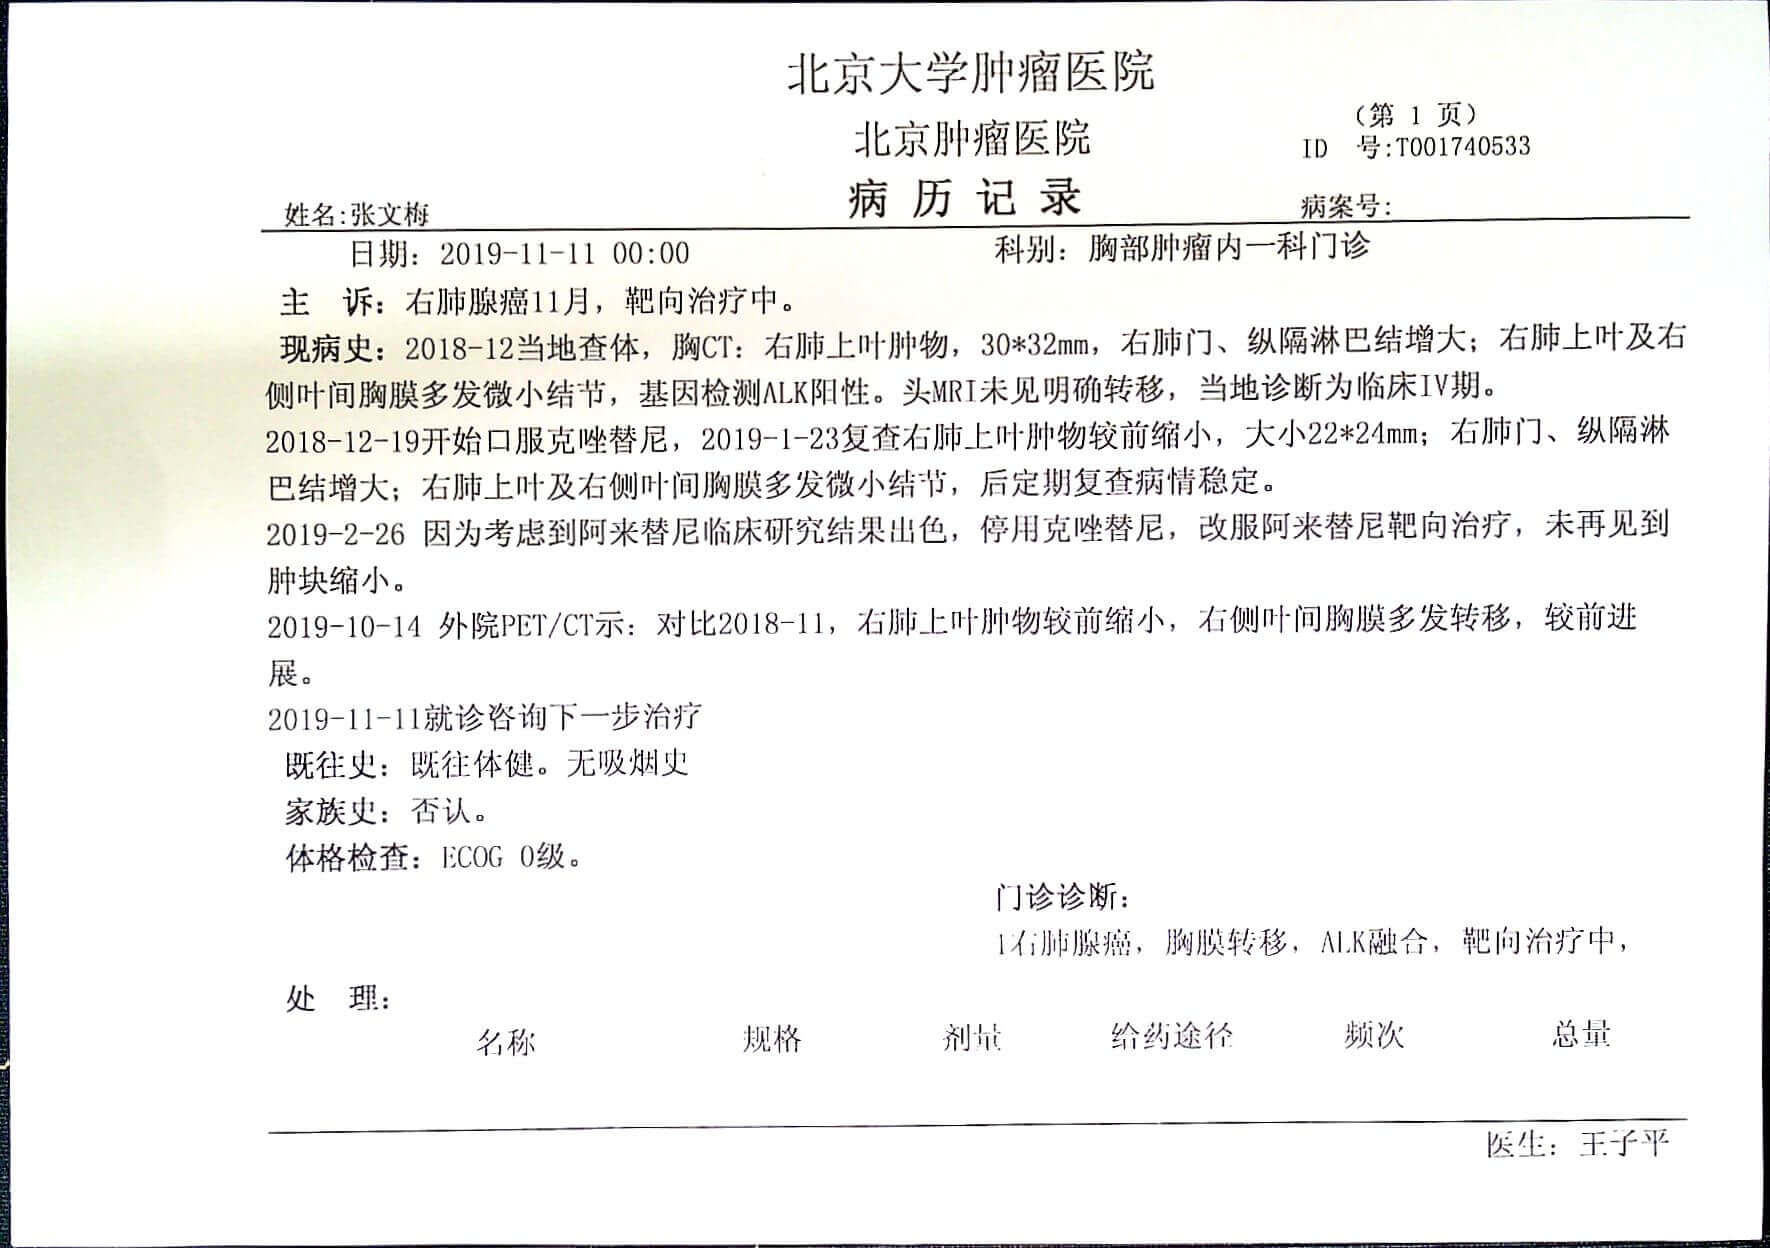 北京大学肿瘤医院
（第 1 页）
北京肿瘤医院
ID 号:T001740533
病 历 记 录
姓名:张文梅
病案号:
日期: 2019-11-11 00:00
科别: 胸部肿瘤内一科门诊
主 诉: 右肺腺癌11月，靶向治疗中。
现病史: 2018-12当地查体，胸CT: 右肺上叶肿物，30*32mm，右肺门、纵隔淋巴结增大；右肺上叶及右
侧叶间胸膜多发微小结节，基因检测ALK阳性。头MRI未见明确转移，当地诊断为临床IV期。
2018-12-19开始口服克唑替尼，2019-1-23复查右肺上叶肿物较前缩小，大小22*24mm；右肺门、纵隔淋
巴结增大；右肺上叶及右侧叶间胸膜多发微小结节，后定期复查病情稳定。
2019-2-26 因为考虑到阿来替尼临床研究结果出色，停用克唑替尼，改服阿来替尼靶向治疗，未再见到
肿块缩小。
2019-10-14 外院PET/CT示: 对比2018-11，右肺上叶肿物较前缩小，右侧叶间胸膜多发转移，较前进
展。
2019-11-11就诊咨询下一步治疗
既往史: 既往体健。无吸烟史
家族史: 否认。
体格检查: ECOG 0级。
门诊诊断:
1右肺腺癌，胸膜转移，ALK融合，靶向治疗中，
处 理:
名称 规格 剂量 给药途径 频次 总量
医生: 王子平